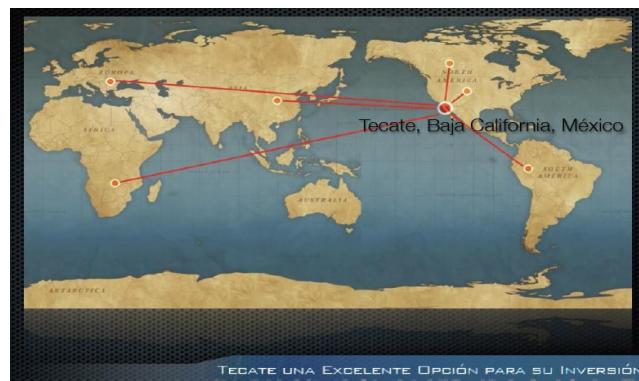 EUROPA
ASIA
NORTH
AMERICA
Tecate, Baja California, México
AFRICA
SOUTH
AMERICA
AUSTRALIA
ANTARCTICA
TECATE UNA EXCELENTE OPCIÓN PARA SU INVERSIÓN